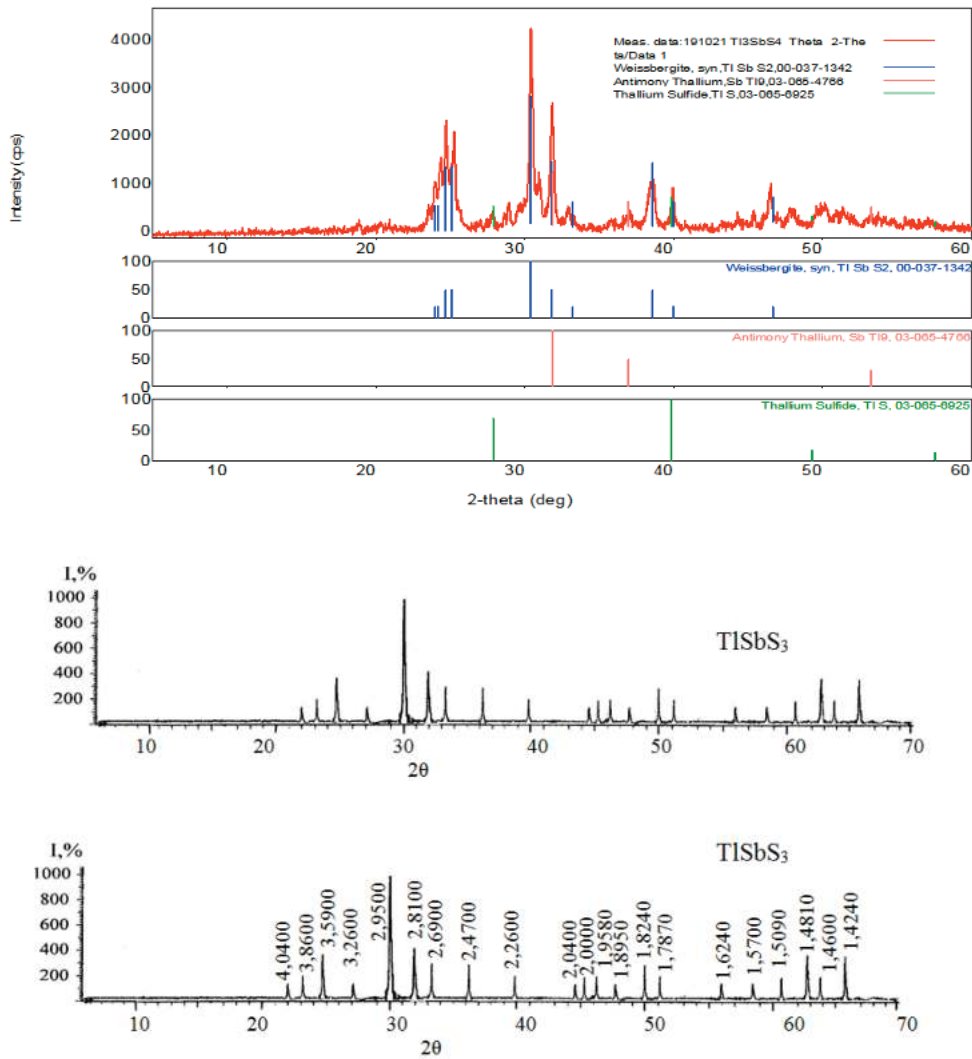 4000
3000
2000
1000
0
Intensity (cps)
Meas. data:191021 Tl3SbS4 Theta 2-The
ta/Data 1
Weissbergite, syn,Tl Sb S2,00-037-1342
Antimony Thallium,Sb Tl9,03-065-4766
Thallium Sulfide,Tl S,03-065-6925
10 20 30 40 50 60
100
50
0
Weissbergite, syn, Tl Sb S2, 00-037-1342
100
50
0
Antimony Thallium, Sb Tl9, 03-065-4766
100
50
0
Thallium Sulfide, Tl S, 03-065-6925
10 20 30 40 50 60
2-theta (deg)
I,%
1000
800
600
400
200
TlSbS3
10 20 30 40 50 60 70
2θ
I,%
1000
800
600
400
200
TlSbS3
4,0400
3,8600
3,5900
3,2600
2,9500
2,8100
2,6900
2,4700
2,2600
2,0400
2,0000
1,9580
1,8950
1,8240
1,7870
1,6240
1,5700
1,5090
1,4810
1,4600
1,4240
10 20 30 40 50 60 70
2θ